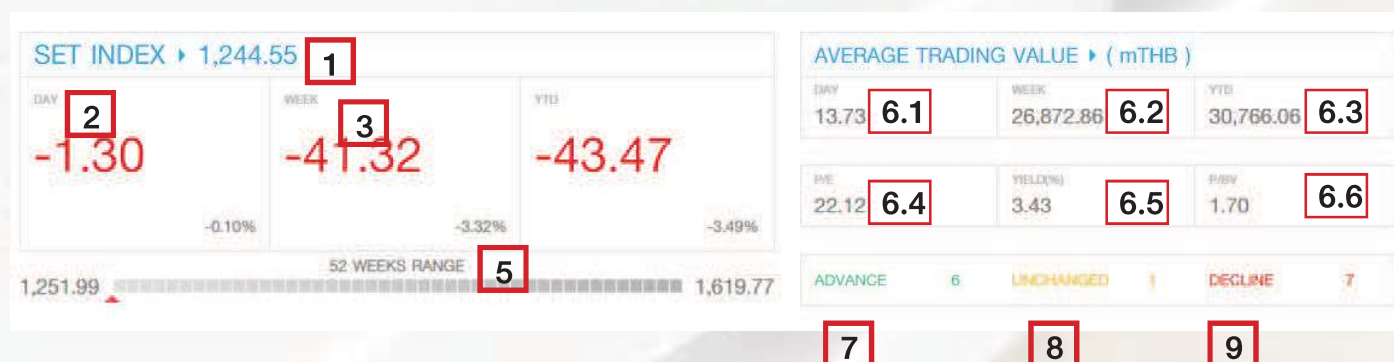 SET INDEX ▸ 1,244.55 1
DAY 2
WEEK 3
YTD
-1.30
-41.32
-43.47
-0.10%
-3.32%
-3.49%
52 WEEKS RANGE 5
1,251.99
1,619.77
AVERAGE TRADING VALUE ▸ ( mTHB )
DAY
WEEK
YTD
13.73 6.1
26,872.86 6.2
30,766.06 6.3
P/E
YIELD(%)
P/BV
22.12 6.4
3.43 6.5
1.70 6.6
ADVANCE 6
UNCHANGED 1
DECLINE 7
7
8
9